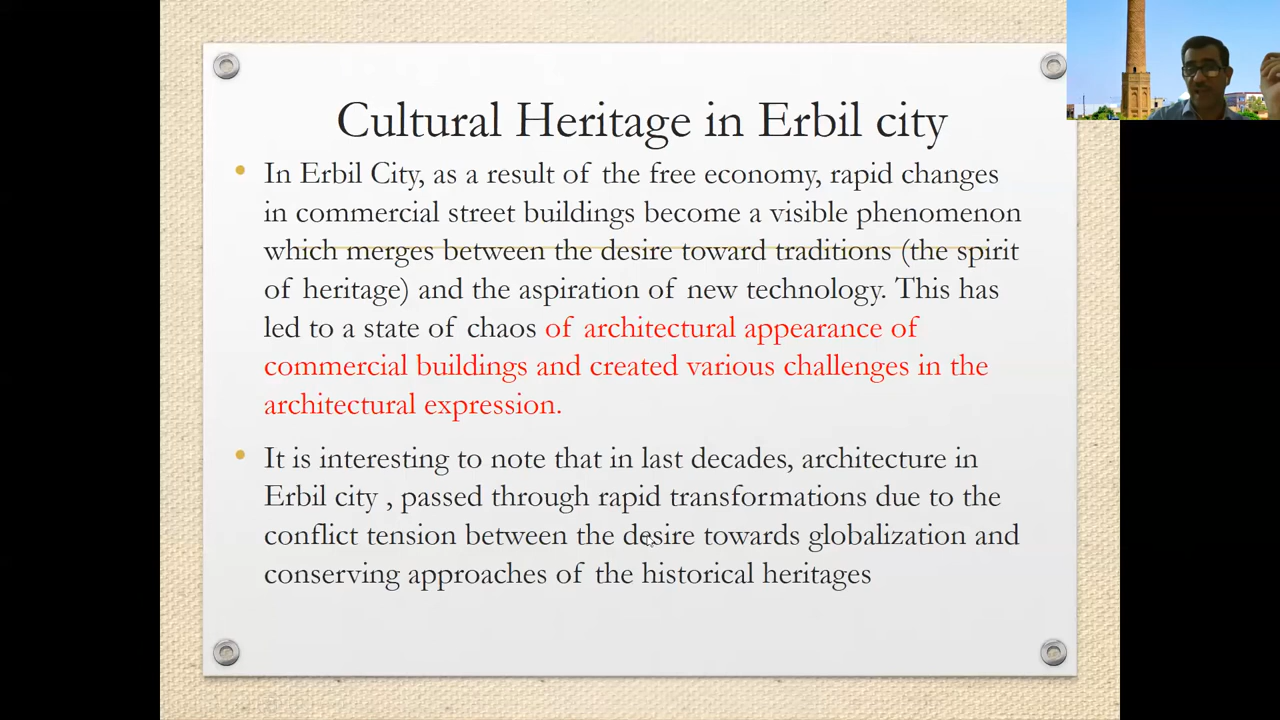 Cultural Heritage in Erbil city
• In Erbil City, as a result of the free economy, rapid changes
in commercial street buildings become a visible phenomenon
which merges between the desire toward traditions (the spirit
of heritage) and the aspiration of new technology. This has
led to a state of chaos of architectural appearance of
commercial buildings and created various challenges in the
architectural expression.
• It is interesting to note that in last decades, architecture in
Erbil city , passed through rapid transformations due to the
conflict tension between the desire towards globalization and
conserving approaches of the historical heritages